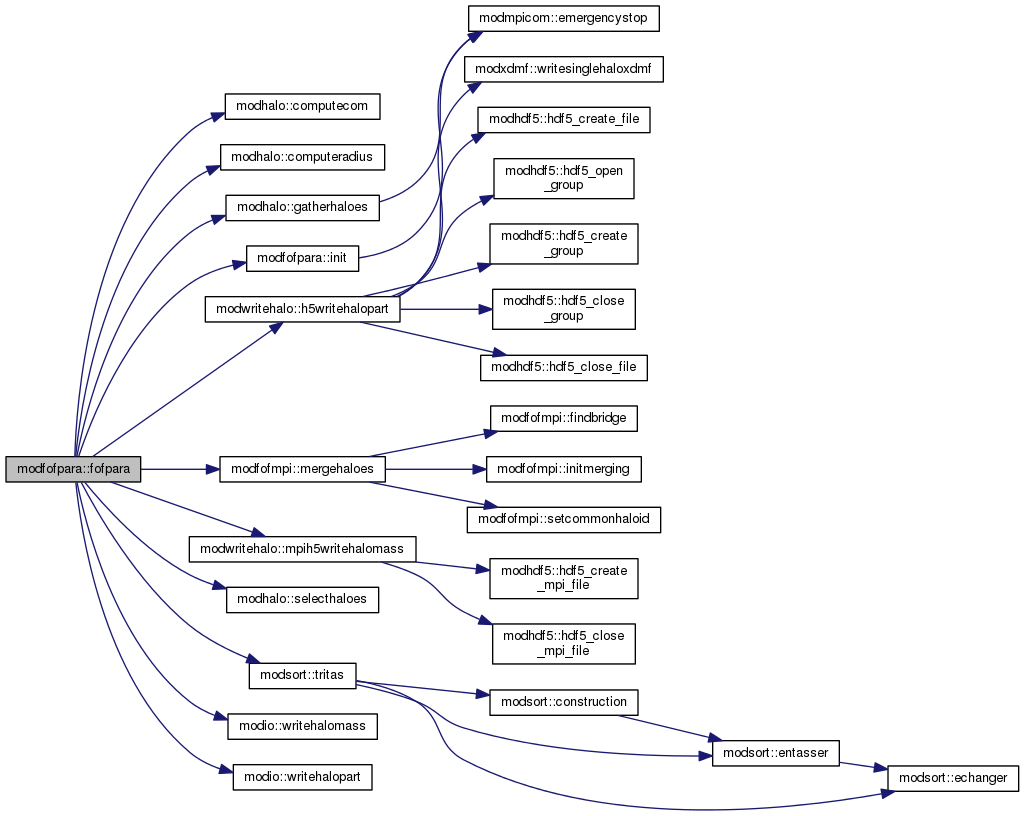 modmpicom::emergencystop
modxdmf::writesinglehaloxdmf
modhalo::computecom
modhdf5::hdf5_create_file
modhalo::computeradius
modhdf5::hdf5_open
_group
modhalo::gatherhaloes
modhdf5::hdf5_create
_group
modfofpara::init
modwritehalo::h5writehalopart
modhdf5::hdf5_close
_group
modhdf5::hdf5_close_file
modfofmpi::findbridge
modfofpara::fofpara
modfofmpi::mergehaloes
modfofmpi::initmerging
modfofmpi::setcommonhaloid
modwritehalo::mpih5writehalomass
modhdf5::hdf5_create
_mpi_file
modhalo::selecthaloes
modhdf5::hdf5_close
_mpi_file
modsort::tritas
modsort::construction
modio::writehalomass
modsort::entasser
modio::writehalopart
modsort::echanger